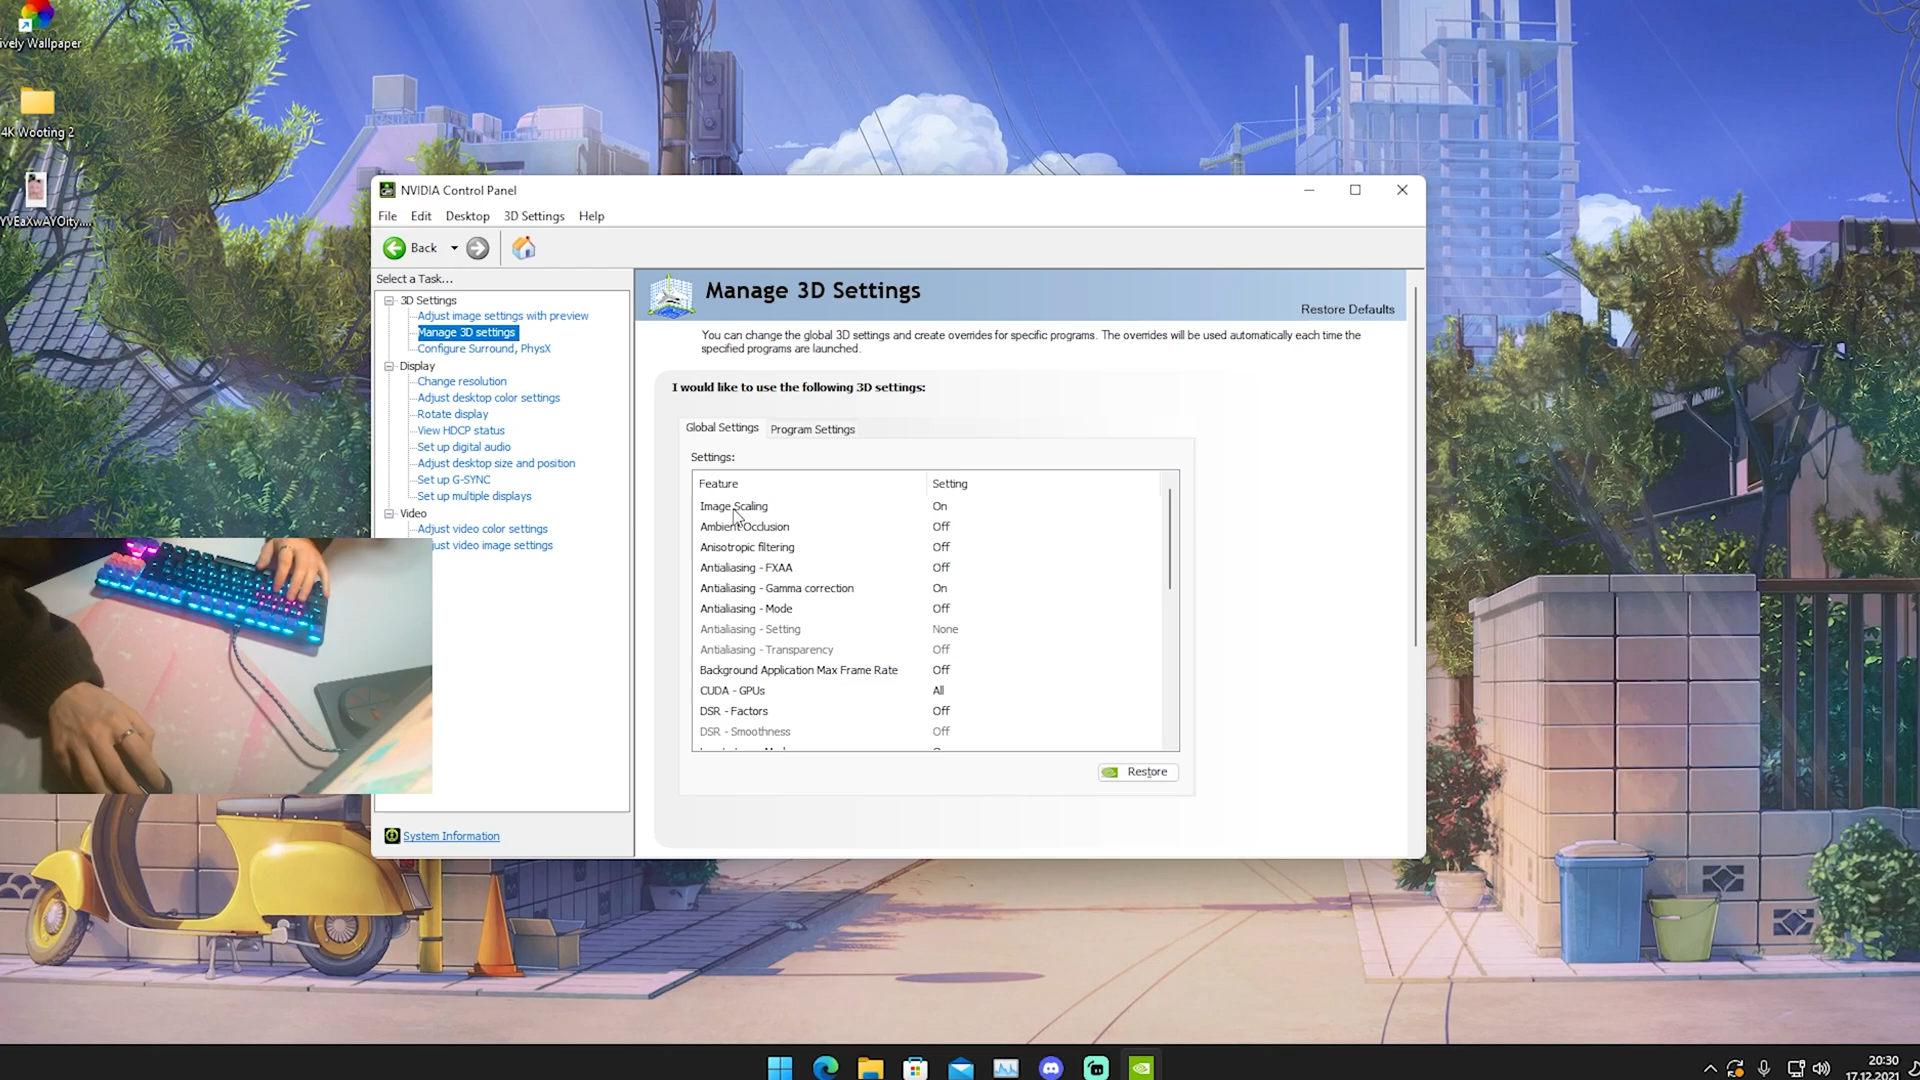 ively Wallpaper
4K Wooting 2
YVEaXwAYOity....
NVIDIA Control Panel
File Edit Desktop 3D Settings Help
Back
Select a Task...
3D Settings
Adjust image settings with preview
Manage 3D settings
Configure Surround, PhysX
Display
Change resolution
Adjust desktop color settings
Rotate display
View HDCP status
Set up digital audio
Adjust desktop size and position
Set up G-SYNC
Set up multiple displays
Video
Adjust video color settings
just video image settings
System Information
Manage 3D Settings
Restore Defaults
You can change the global 3D settings and create overrides for specific programs. The overrides will be used automatically each time the
specified programs are launched.
I would like to use the following 3D settings:
Global Settings Program Settings
Settings:
Feature Setting
Image Scaling On
Ambient Occlusion Off
Anisotropic filtering Off
Antialiasing - FXAA Off
Antialiasing - Gamma correction On
Antialiasing - Mode Off
Antialiasing - Setting None
Antialiasing - Transparency Off
Background Application Max Frame Rate Off
CUDA - GPUs All
DSR - Factors Off
DSR - Smoothness Off
Restore
20:30
17.12.2021